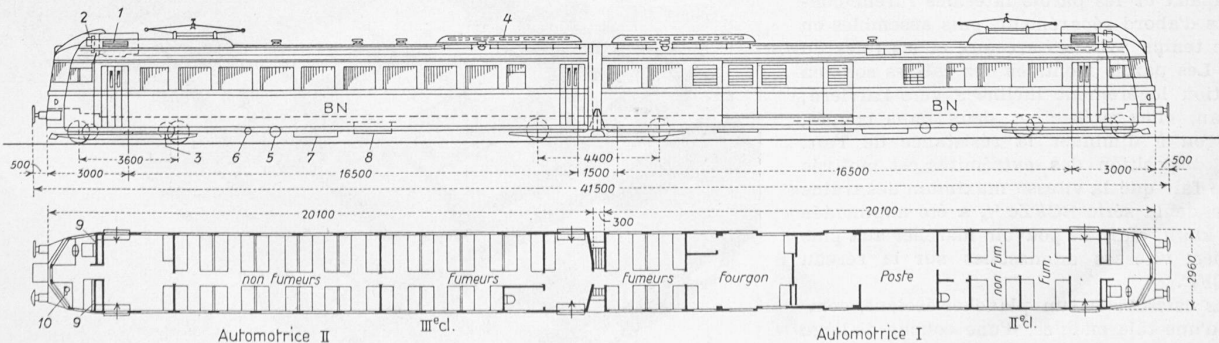 2 1 4
BN BN
3 6 5 7 8
500 3000 3600 16500 4400 1500 16500 3000 500
41500
20100 300 20100
9
non fumeurs fumeurs fumeurs Fourgon Poste non fum. fum. 2960
10 9
IIIe cl. IIe cl.
Automotrice II Automotrice I